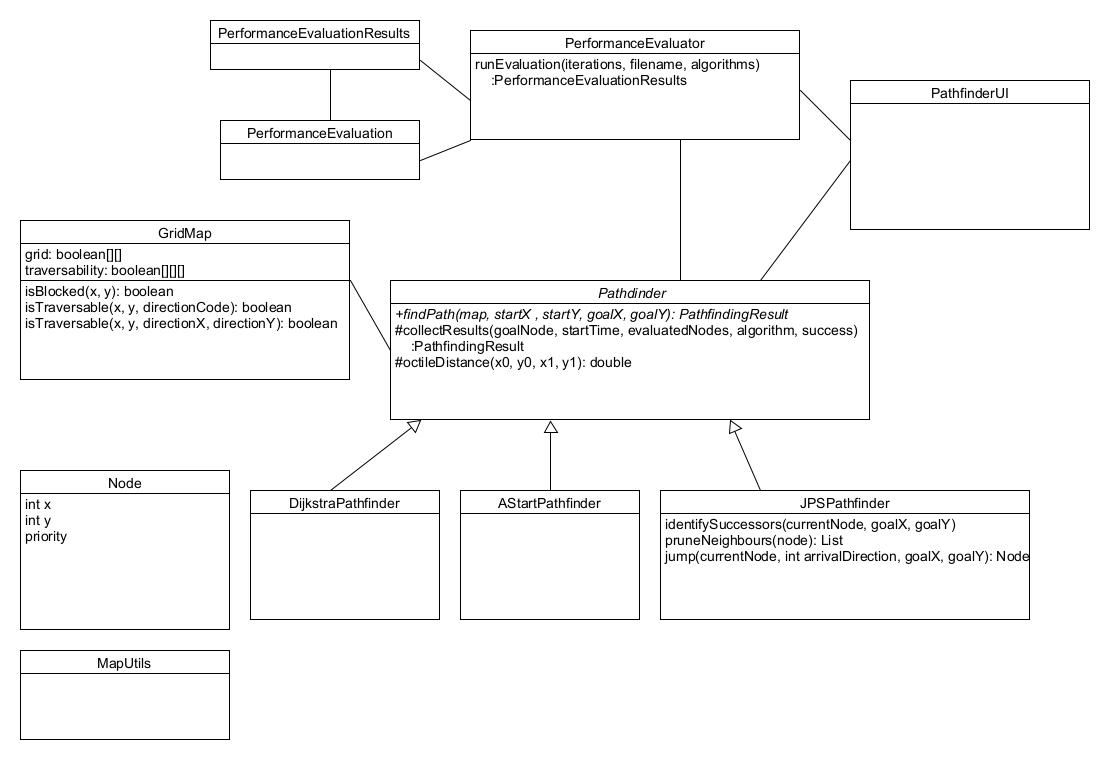 PerformanceEvaluationResults
PerformanceEvaluator
runEvaluation(iterations, filename, algorithms)
:PerformanceEvaluationResults
PathfinderUI
PerformanceEvaluation
GridMap
grid: boolean[][]
traversability: boolean[][][]
isBlocked(x, y): boolean
isTraversable(x, y, directionCode): boolean
isTraversable(x, y, directionX, directionY): boolean
Pathdinder
+findPath(map, startX , startY, goalX, goalY): PathfindingResult
#collectResults(goalNode, startTime, evaluatedNodes, algorithm, success)
:PathfindingResult
#octileDistance(x0, y0, x1, y1): double
Node
int x
int y
priority
DijkstraPathfinder
AStartPathfinder
JPSPathfinder
identifySuccessors(currentNode, goalX, goalY)
pruneNeighbours(node): List
jump(currentNode, int arrivalDirection, goalX, goalY): Node
MapUtils